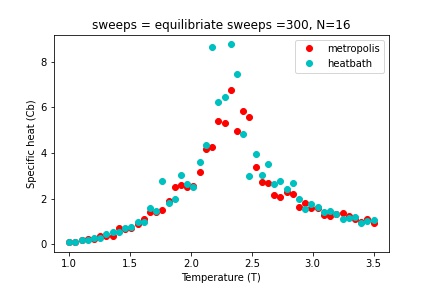 sweeps = equilibriate sweeps =300, N=16
metropolis
heatbath
Specific heat (Cb)
8
6
4
2
0
1.0 1.5 2.0 2.5 3.0 3.5
Temperature (T)